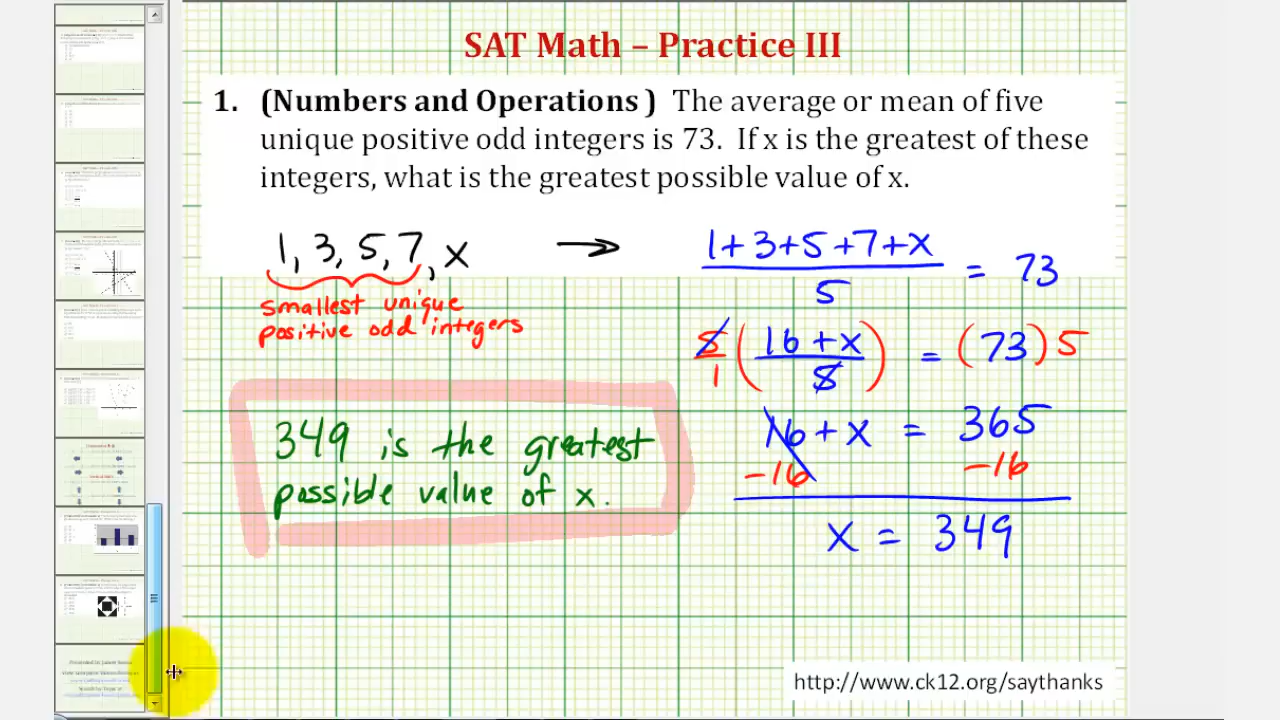 SAT Math – Practice III
1. (Numbers and Operations ) The average or mean of five
unique positive odd integers is 73. If x is the greatest of these
integers, what is the greatest possible value of x.
1, 3, 5, 7, x →
smallest unique
positive odd integers
1+3+5+7+x
5
= 73
5/1 (16+x/5) = (73)5
16+x = 365
-16 -16
x = 349
349 is the greatest
possible value of x.
http://www.ck12.org/saythanks